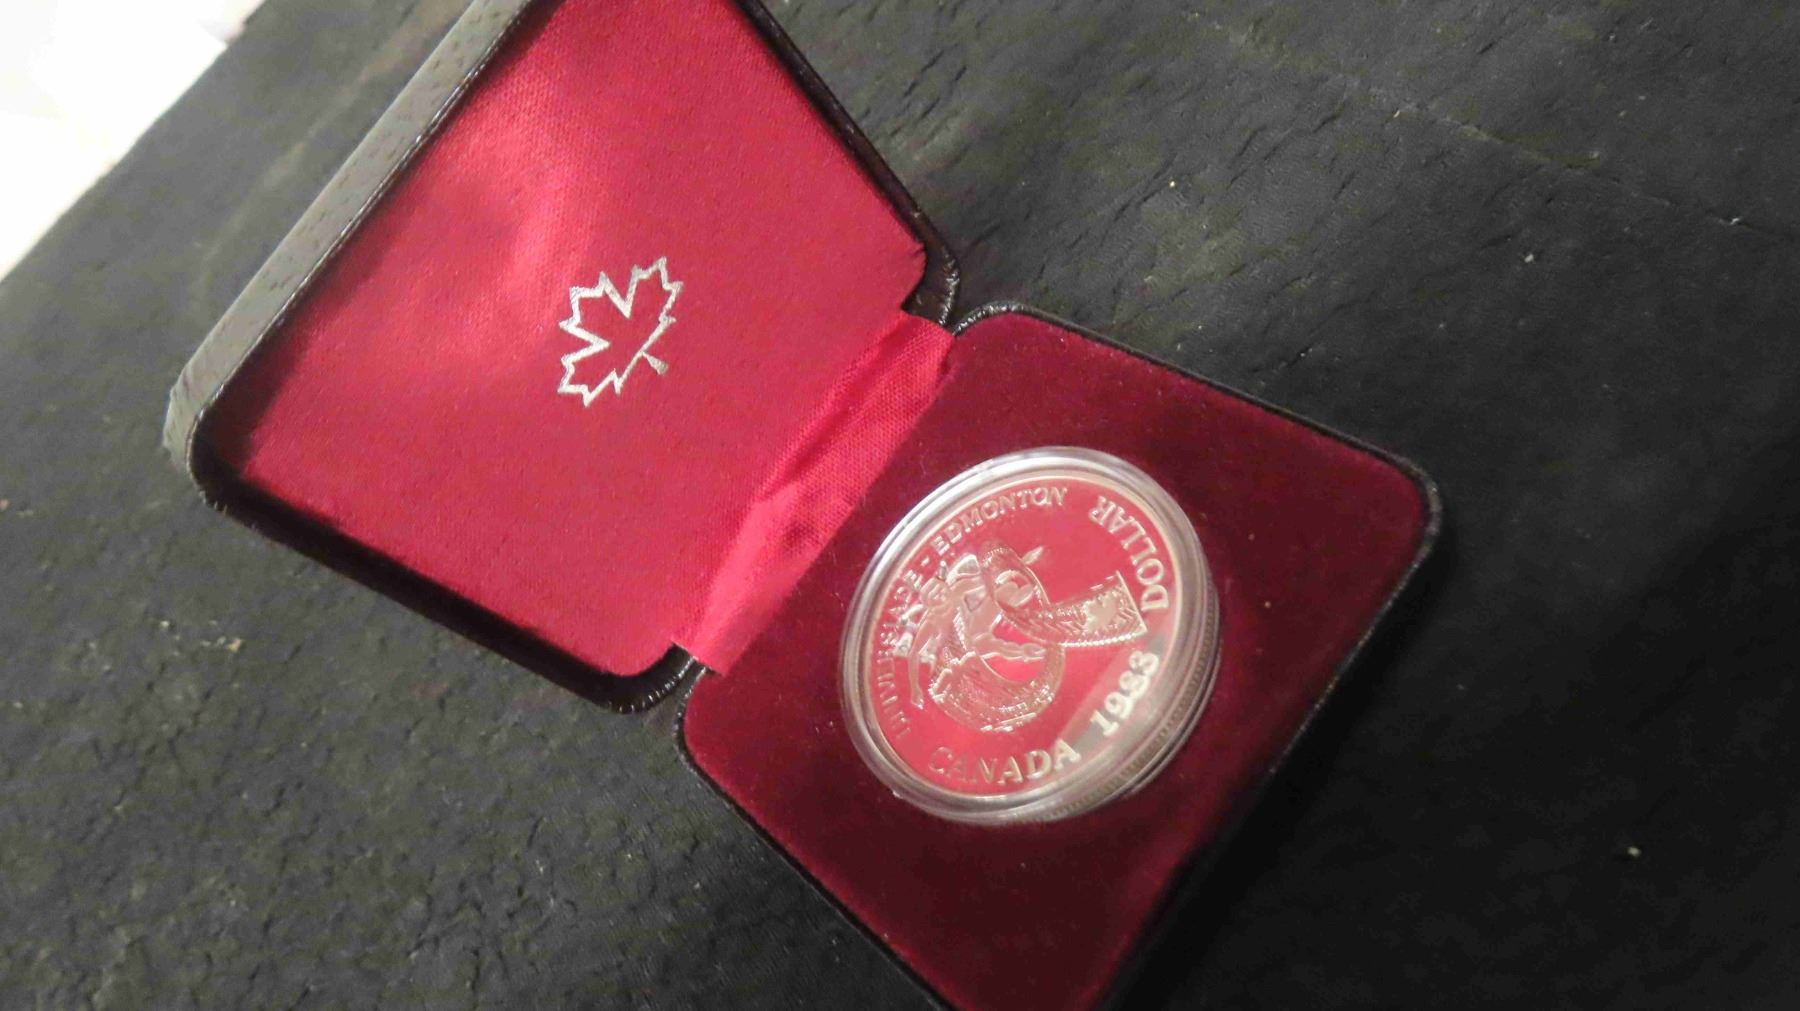 UNIVERSIADE - EDMONTON
DOLLAR
CANADA 1983